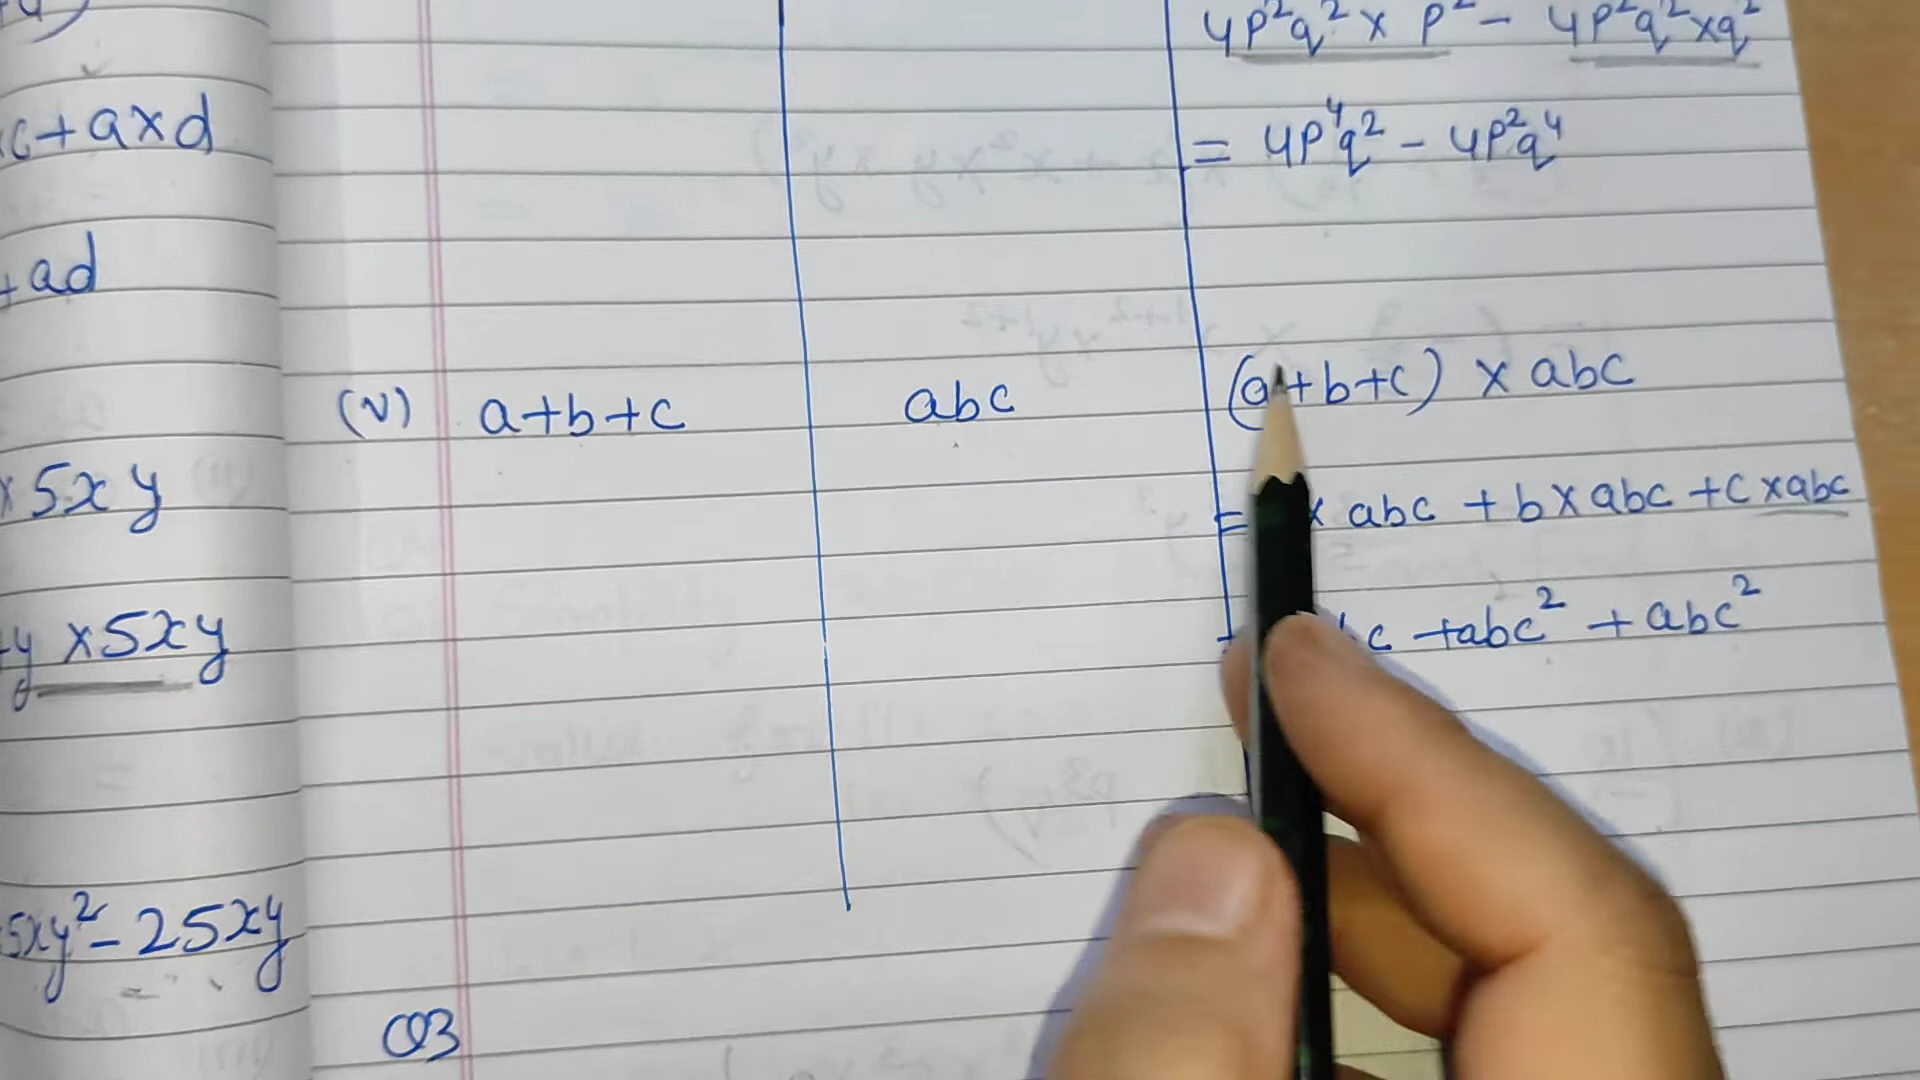 4p²q² x p² - 4p²q² x q²
c + a x d
= 4p⁴q² - 4p²q⁴
+ ad
(V) a+b+c abc (a+b+c) x abc
x 5xy
= x abc + b x abc + c x abc
y x 5xy
c + abc² + abc²
5xy² - 25xy
Q3